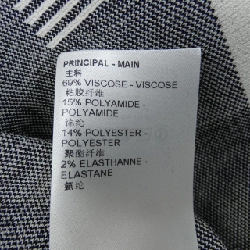 PRINCIPAL - MAIN
主料
69% VISCOSE - VISCOSE
粘胶纤维
15% POLYAMIDE -
POLYAMIDE
锦纶
14% POLYESTER -
POLYESTER
聚酯纤维
2% ELASTHANNE -
ELASTANE
氨纶